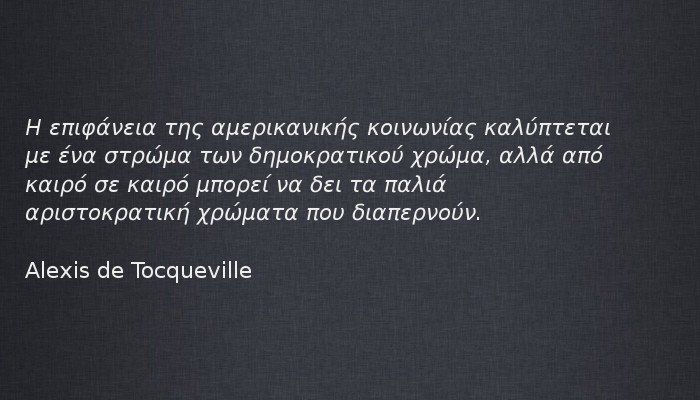 Η επιφάνεια της αμερικανικής κοινωνίας καλύπτεται
με ένα στρώμα των δημοκρατικού χρώμα, αλλά από
καιρό σε καιρό μπορεί να δει τα παλιά
αριστοκρατική χρώματα που διαπερνούν.
Alexis de Tocqueville